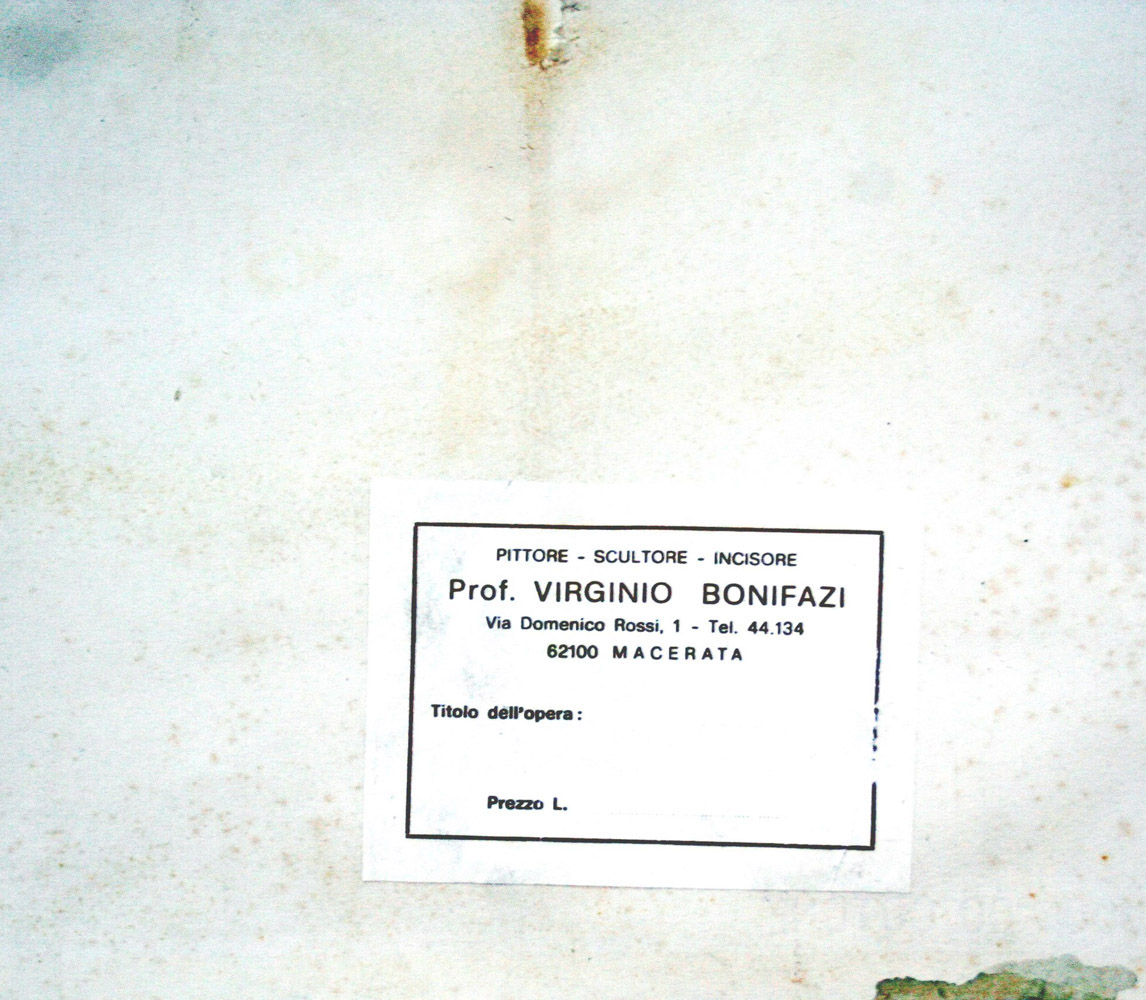 PITTORE - SCULTORE - INCISORE
Prof. VIRGINIO BONIFAZI
Via Domenico Rossi, 1 - Tel. 44.134
62100 MACERATA
Titolo dell'opera:
Prezzo L.